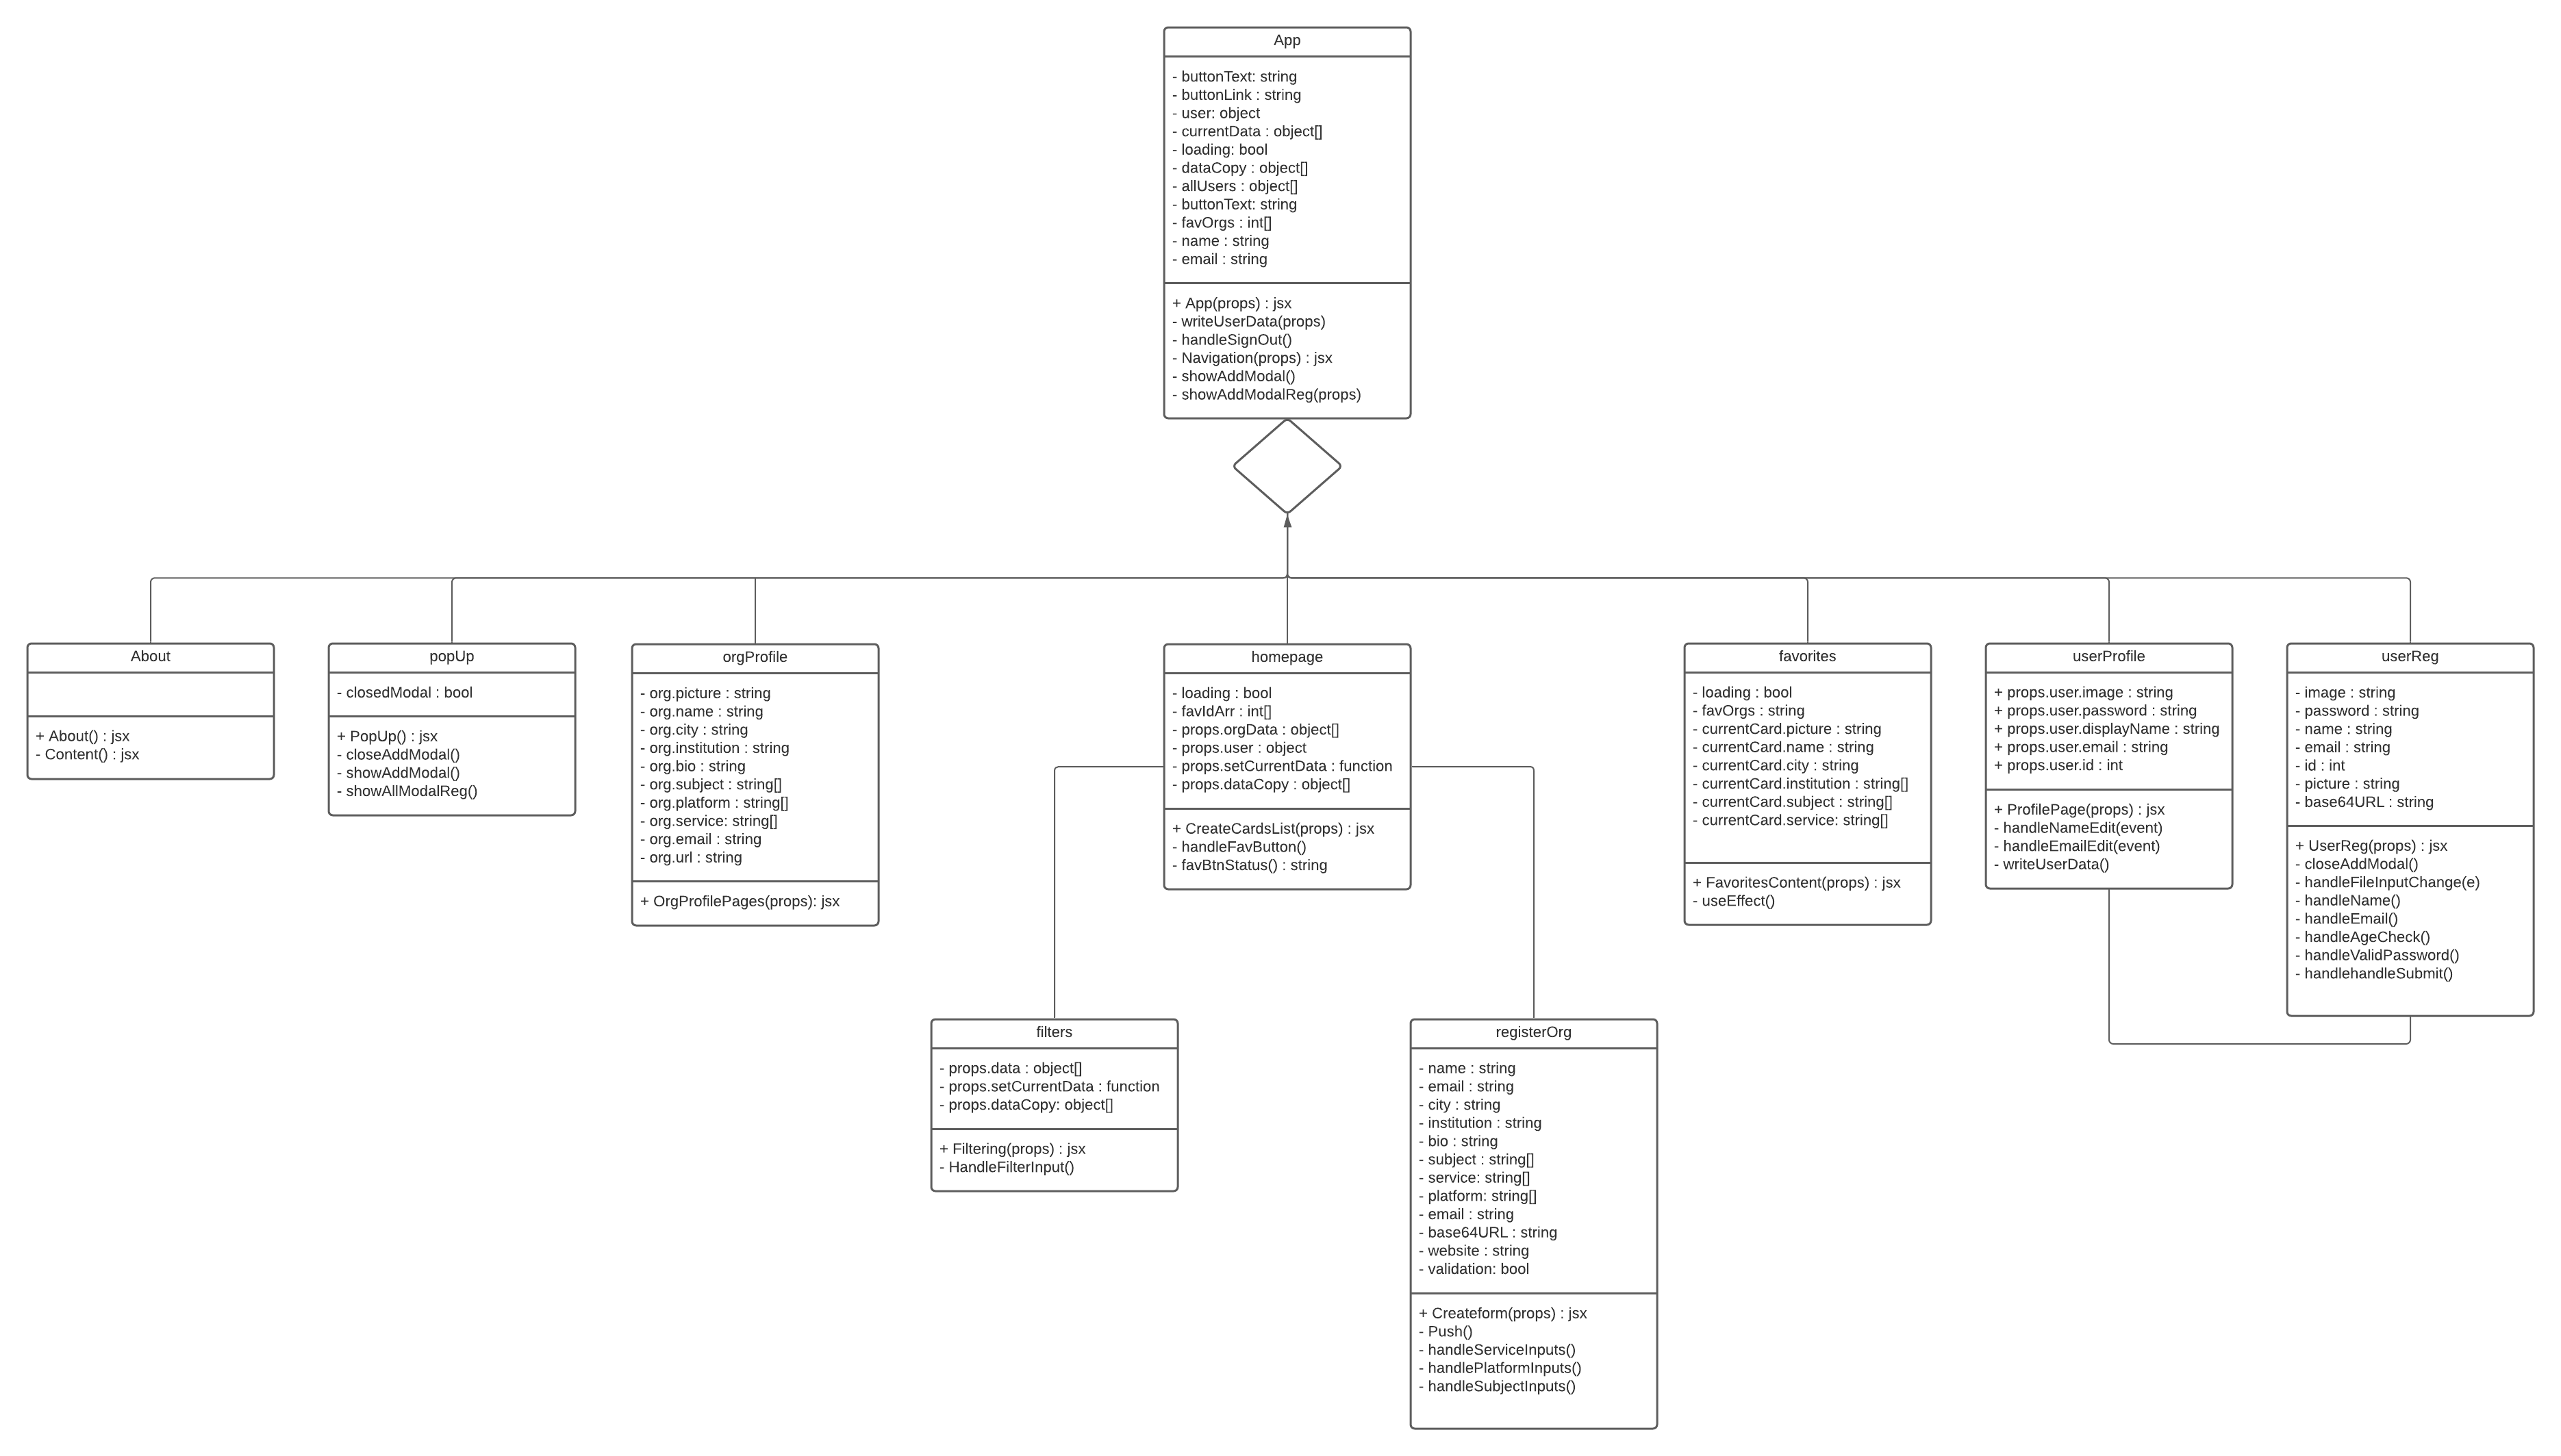 App
- buttonText: string
- buttonLink : string
- user: object
- currentData : object[]
- loading: bool
- dataCopy : object[]
- allUsers : object[]
- buttonText: string
- favOrgs : int[]
- name : string
- email : string
+ App(props) : jsx
- writeUserData(props)
- handleSignOut()
- Navigation(props) : jsx
- showAddModal()
- showAddModalReg(props)
About
+ About() : jsx
- Content() : jsx
popUp
- closedModal : bool
+ PopUp() : jsx
- closeAddModal()
- showAddModal()
- showAllModalReg()
orgProfile
- org.picture : string
- org.name : string
- org.city : string
- org.institution : string
- org.bio : string
- org.subject : string[]
- org.platform : string[]
- org.service: string[]
- org.email : string
- org.url : string
+ OrgProfilePages(props): jsx
homepage
- loading : bool
- favIdArr : int[]
- props.orgData : object[]
- props.user : object
- props.setCurrentData : function
- props.dataCopy : object[]
+ CreateCardsList(props) : jsx
- handleFavButton()
- favBtnStatus() : string
favorites
- loading : bool
- favOrgs : string
- currentCard.picture : string
- currentCard.name : string
- currentCard.city : string
- currentCard.institution : string[]
- currentCard.subject : string[]
- currentCard.service: string[]
+ FavoritesContent(props) : jsx
- useEffect()
userProfile
+ props.user.image : string
+ props.user.password : string
+ props.user.displayName : string
+ props.user.email : string
+ props.user.id : int
+ ProfilePage(props) : jsx
- handleNameEdit(event)
- handleEmailEdit(event)
- writeUserData()
userReg
- image : string
- password : string
- name : string
- email : string
- id : int
- picture : string
- base64URL : string
+ UserReg(props) : jsx
- closeAddModal()
- handleFileInputChange(e)
- handleName()
- handleEmail()
- handleAgeCheck()
- handleValidPassword()
- handlehandleSubmit()
filters
- props.data : object[]
- props.setCurrentData : function
- props.dataCopy: object[]
+ Filtering(props) : jsx
- HandleFilterInput()
registerOrg
- name : string
- email : string
- city : string
- institution : string
- bio : string
- subject : string[]
- service: string[]
- platform: string[]
- email : string
- base64URL : string
- website : string
- validation: bool
+ Createform(props) : jsx
- Push()
- handleServiceInputs()
- handlePlatformInputs()
- handleSubjectInputs()